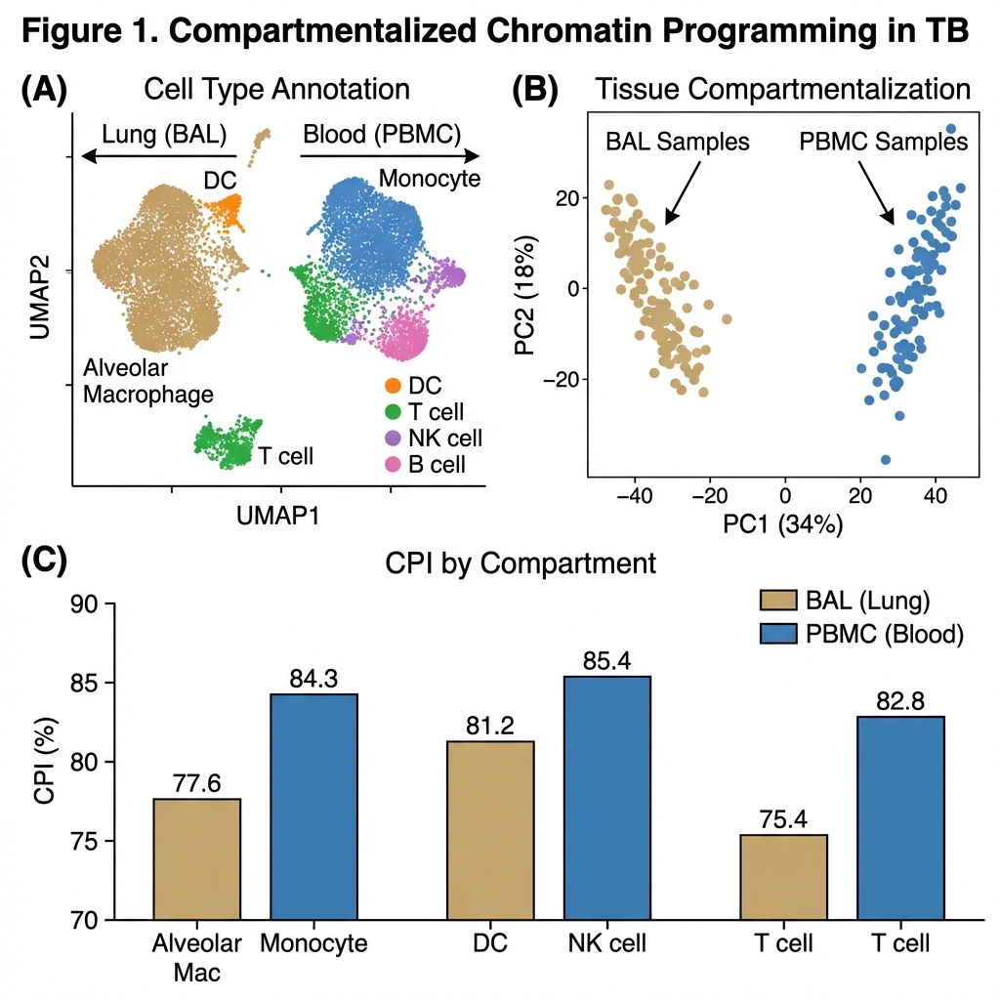 Figure 1. Compartmentalized Chromatin Programming in TB
(A)
Cell Type Annotation
Lung (BAL)
Blood (PBMC)
DC
Monocyte
UMAP2
Alveolar
Macrophage
DC
T cell
NK cell
B cell
T cell
UMAP1
(B)
Tissue Compartmentalization
BAL Samples
PBMC Samples
PC2 (18%)
20
0
−20
−40
−20
0
20
40
PC1 (34%)
(C)
CPI by Compartment
BAL (Lung)
PBMC (Blood)
CPI (%)
90
85
80
75
70
77.6
84.3
81.2
85.4
75.4
82.8
Alveolar
Mac
Monocyte
DC
NK cell
T cell
T cell